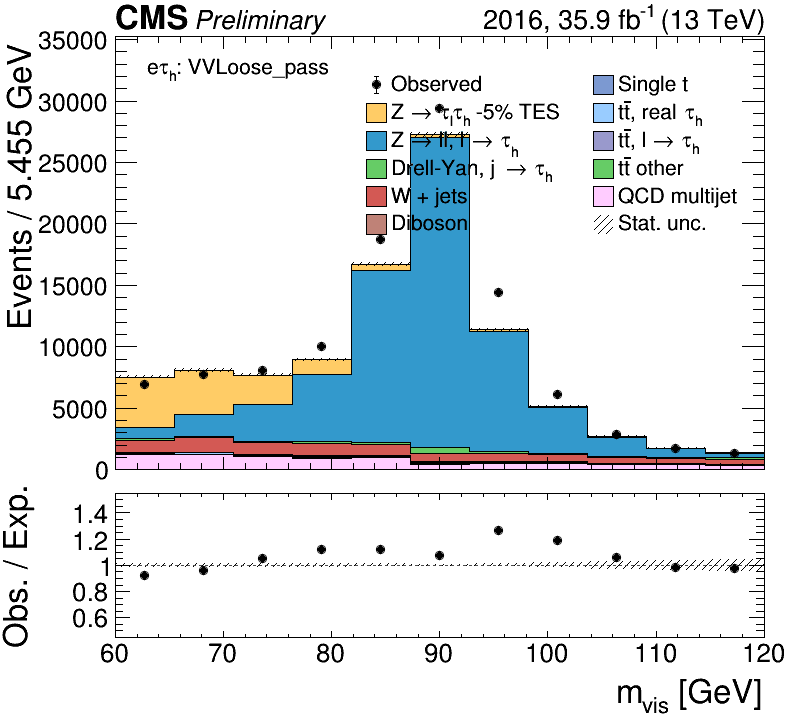 CMS Preliminary 2016, 35.9 fb⁻¹ (13 TeV)
eτₕ: VVLoose_pass
Observed
Z → τₗτₕ -5% TES
Z → ll, l → τₕ
Drell-Yan, j → τₕ
W + jets
Diboson
Single t
tt̄, real τₕ
tt̄, l → τₕ
tt̄ other
QCD multijet
Stat. unc.
Events / 5.455 GeV
35000
30000
25000
20000
15000
10000
5000
0
Obs. / Exp.
1.4
1.2
1
0.8
0.6
60 70 80 90 100 110 120
m_vis [GeV]